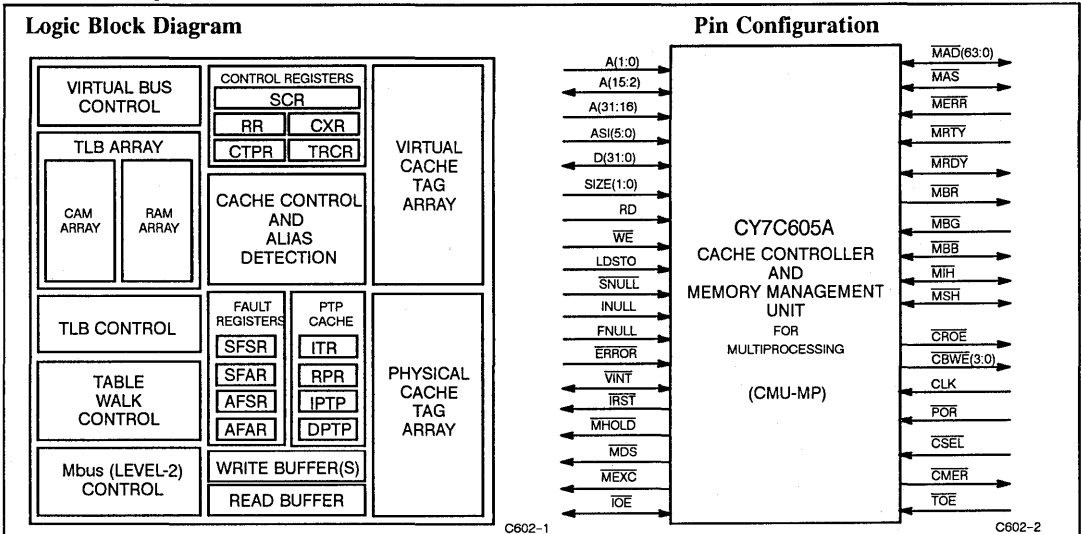 Logic Block Diagram
VIRTUAL BUS
CONTROL
TLB ARRAY
CAM
ARRAY
RAM
ARRAY
TLB CONTROL
TABLE
WALK
CONTROL
Mbus (LEVEL-2)
CONTROL
CONTROL REGISTERS
SCR
RR
CXR
CTPR
TRCR
CACHE CONTROL
AND
ALIAS
DETECTION
FAULT
REGISTERS
SFSR
SFAR
AFSR
AFAR
PTP
CACHE
ITR
RPR
IPTP
DPTP
WRITE BUFFER(S)
READ BUFFER
VIRTUAL
CACHE
TAG
ARRAY
PHYSICAL
CACHE
TAG
ARRAY
C602-1
Pin Configuration
A(1:0)
A(15:2)
A(31:16)
ASI(5:0)
D(31:0)
SIZE(1:0)
RD
WE
LDSTO
SNULL
INULL
FNULL
ERROR
VINT
IRST
MHOLD
MDS
MEXC
IOE
CY7C605A
CACHE CONTROLLER
AND
MEMORY MANAGEMENT
UNIT
FOR
MULTIPROCESSING
(CMU-MP)
MAD(63:0)
MAS
MERR
MRTY
MRDY
MBR
MBG
MBB
MIH
MSH
CROE
CBWE(3:0)
CLK
POR
CSEL
CMER
TOE
C602-2